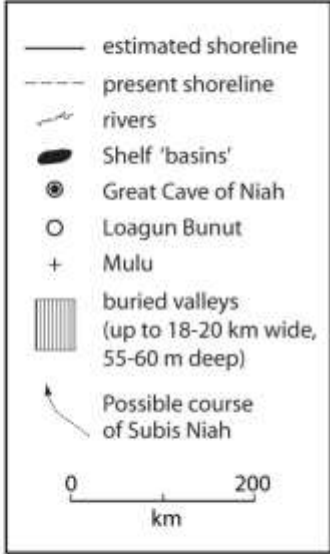 estimated shoreline
present shoreline
rivers
Shelf 'basins'
Great Cave of Niah
Loagun Bunut
Mulu
buried valleys
(up to 18-20 km wide,
55-60 m deep)
Possible course
of Subis Niah
0 200
km